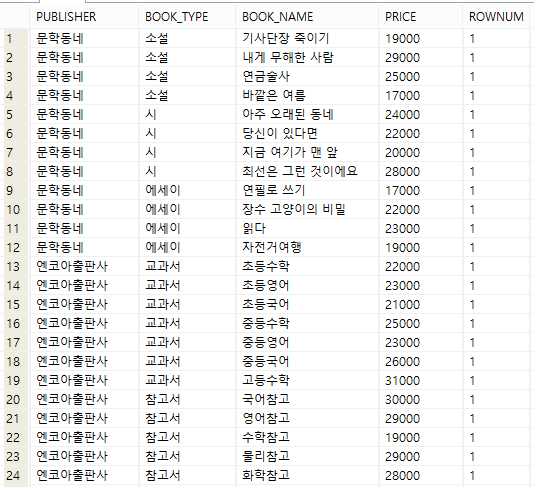 PUBLISHER BOOK_TYPE BOOK_NAME PRICE ROWNUM
1 문학동네 소설 기사단장 죽이기 19000 1
2 문학동네 소설 내게 무해한 사람 29000 1
3 문학동네 소설 연금술사 25000 1
4 문학동네 소설 바깥은 여름 17000 1
5 문학동네 시 아주 오래된 동네 24000 1
6 문학동네 시 당신이 있다면 22000 1
7 문학동네 시 지금 여기가 맨 앞 20000 1
8 문학동네 시 최선은 그런 것이에요 28000 1
9 문학동네 에세이 연필로 쓰기 17000 1
10 문학동네 에세이 장수 고양이의 비밀 22000 1
11 문학동네 에세이 읽다 23000 1
12 문학동네 에세이 자전거여행 19000 1
13 엔코아출판사 교과서 초등수학 22000 1
14 엔코아출판사 교과서 초등영어 23000 1
15 엔코아출판사 교과서 초등국어 21000 1
16 엔코아출판사 교과서 중등수학 25000 1
17 엔코아출판사 교과서 중등영어 23000 1
18 엔코아출판사 교과서 중등국어 26000 1
19 엔코아출판사 교과서 고등수학 31000 1
20 엔코아출판사 참고서 국어참고 30000 1
21 엔코아출판사 참고서 영어참고 29000 1
22 엔코아출판사 참고서 수학참고 19000 1
23 엔코아출판사 참고서 물리참고 29000 1
24 엔코아출판사 참고서 화학참고 28000 1